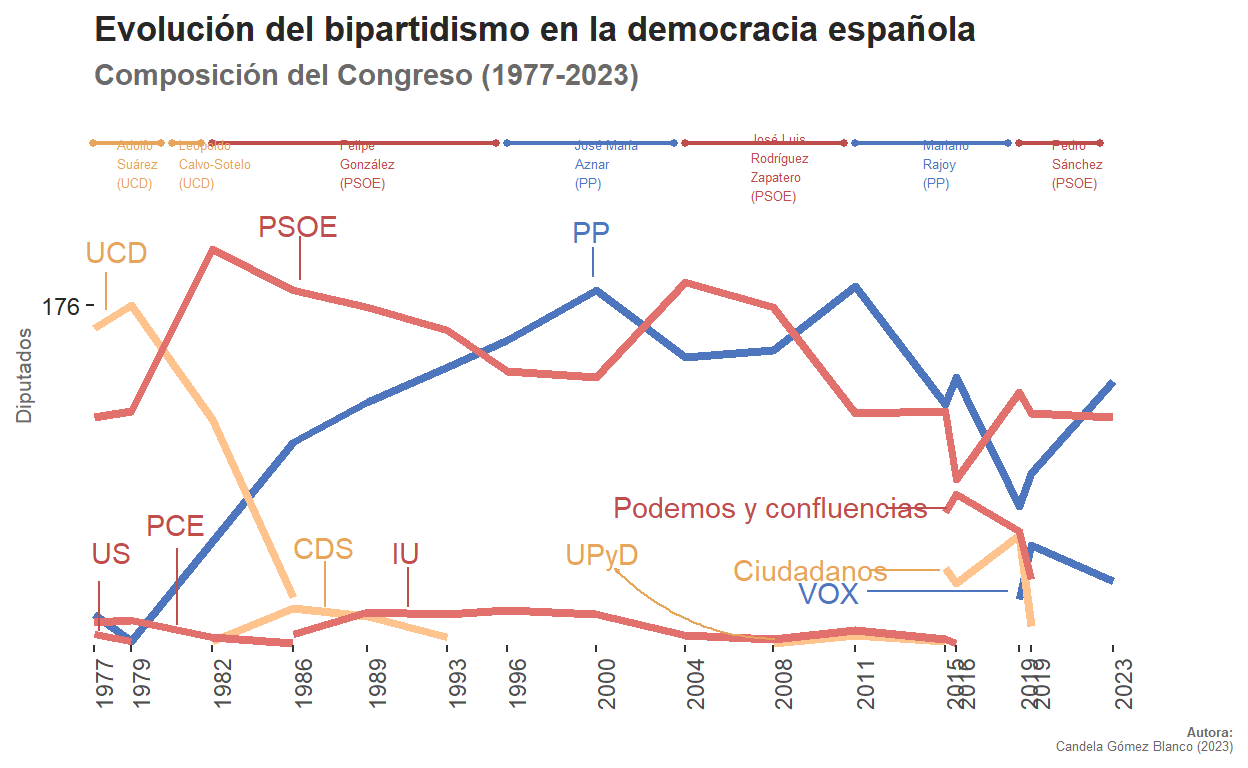 Evolución del bipartidismo en la democracia española
Composición del Congreso (1977-2023)
Adolfo
Suárez
(UCD)
Leopoldo
Calvo-Sotelo
(UCD)
Felipe
González
(PSOE)
José María
Aznar
(PP)
José Luis
Rodríguez
Zapatero
(PSOE)
Mariano
Rajoy
(PP)
Pedro
Sánchez
(PSOE)
UCD
PSOE
PP
176
Diputados
US
PCE
CDS
IU
UPyD
Podemos y confluencias
Ciudadanos
VOX
1977
1979
1982
1986
1989
1993
1996
2000
2004
2008
2011
2015
2016
2019
2019
2023
Autora:
Candela Gómez Blanco (2023)